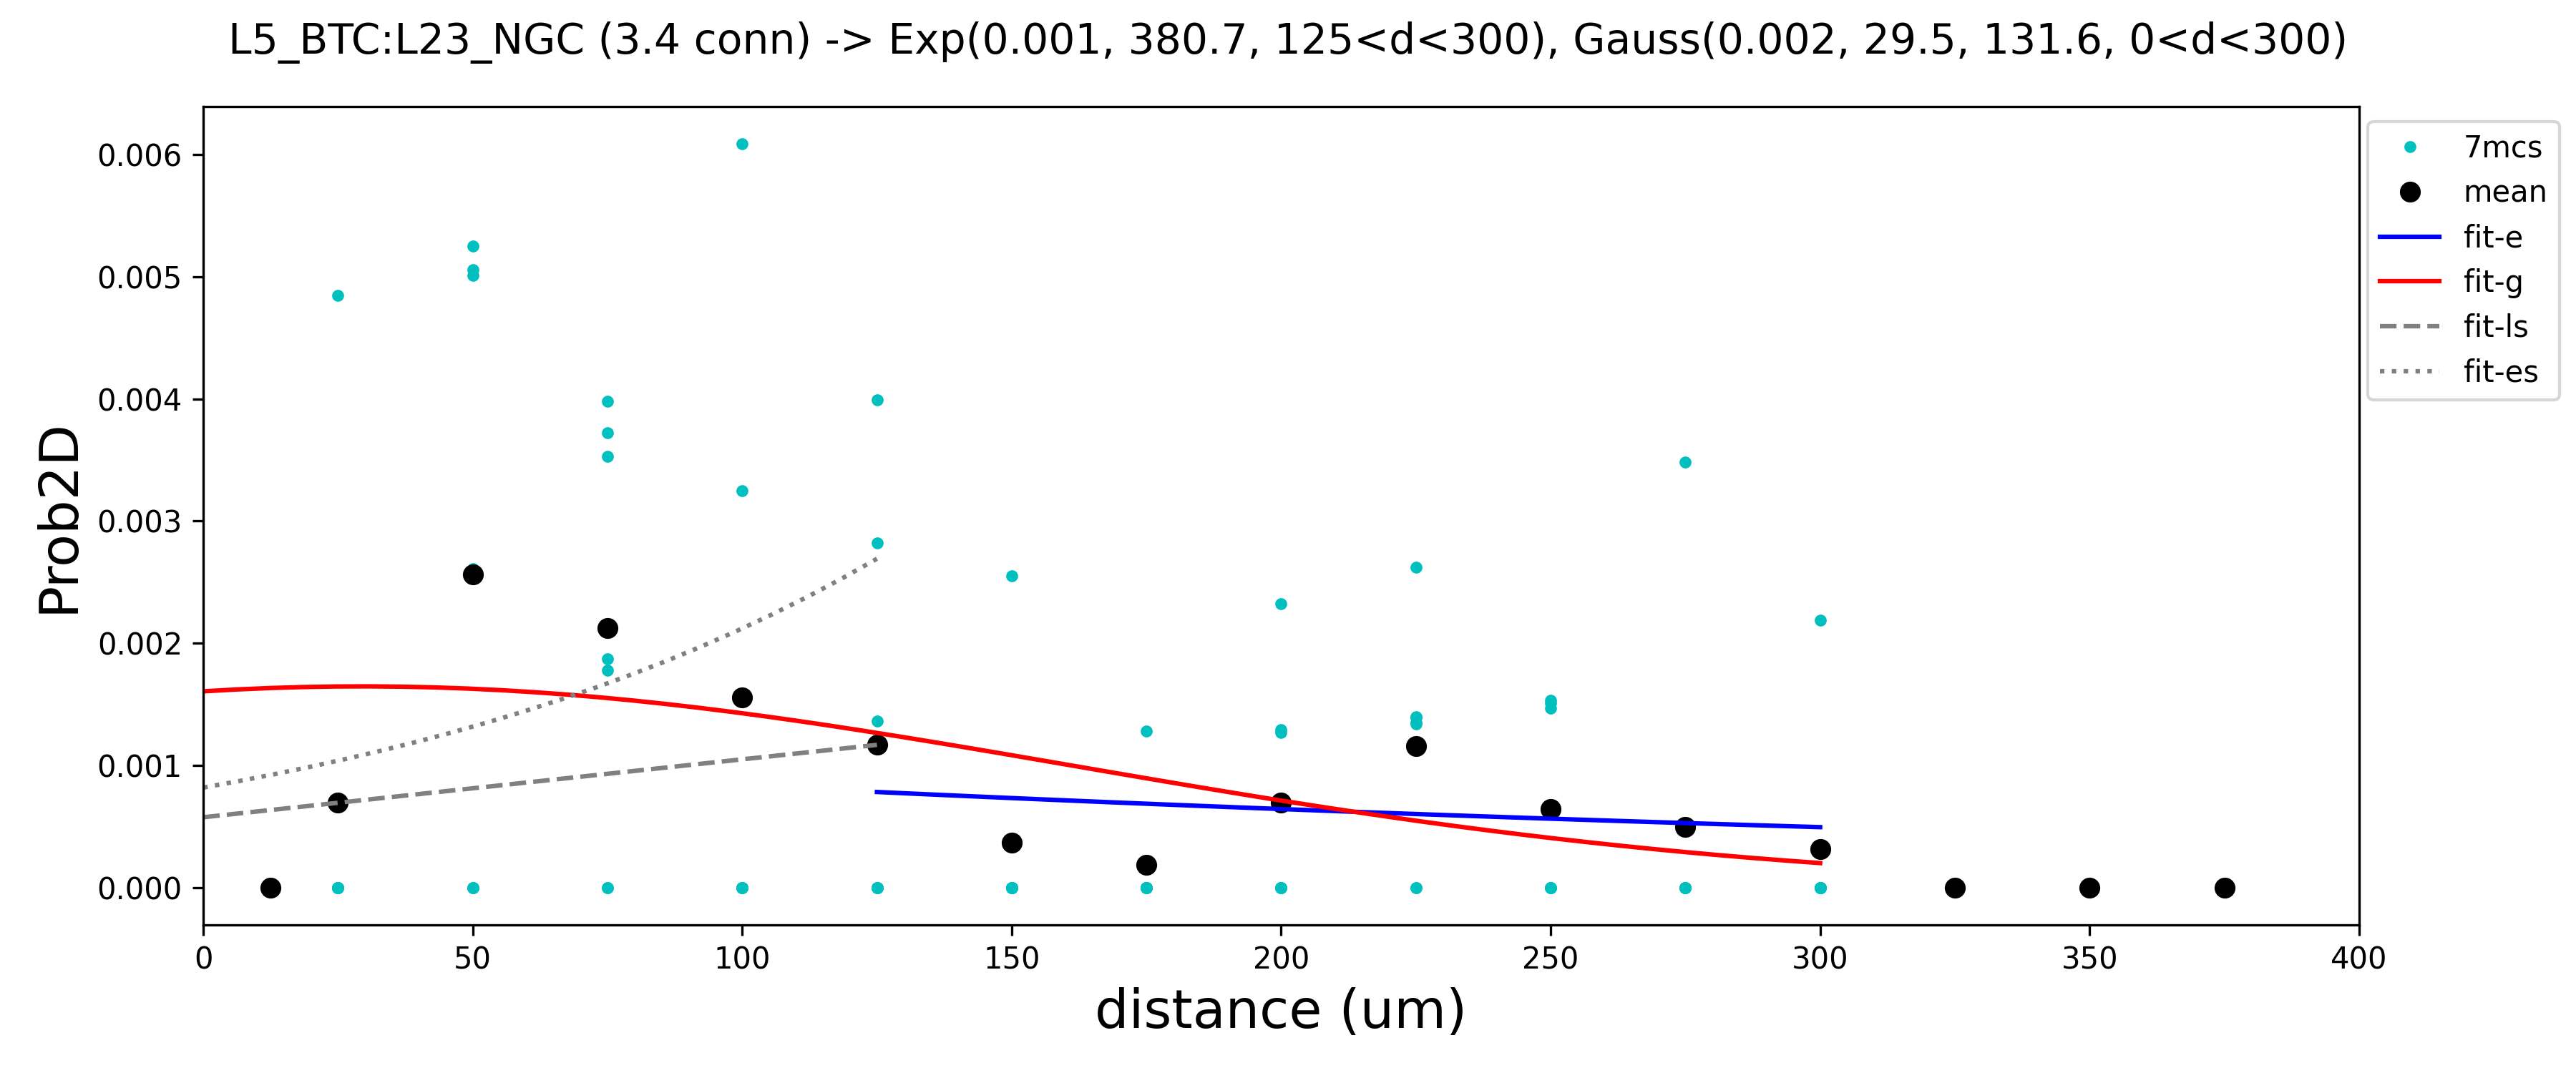 L5_BTC:L23_NGC (3.4 conn) -> Exp(0.001, 380.7, 125<d<300), Gauss(0.002, 29.5, 131.6, 0<d<300)
7mcs
mean
fit-e
fit-g
fit-ls
fit-es
Prob2D
0.006
0.005
0.004
0.003
0.002
0.001
0.000
0 50 100 150 200 250 300 350 400
distance (um)